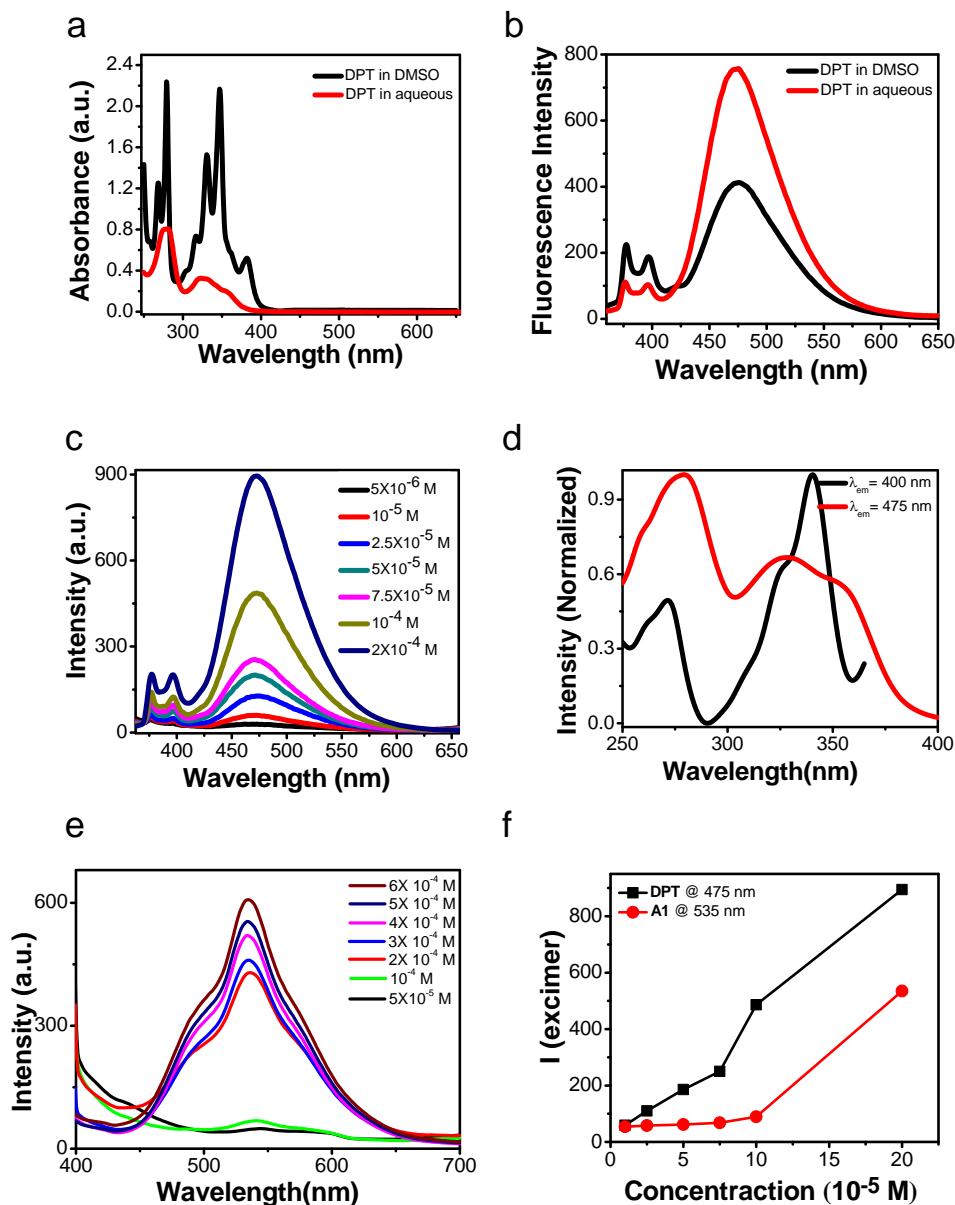 a
2.4
1.8
1.2
0.8
0.4
0.0
300
400
500
600
Absorbance (a.u.)
Wavelength (nm)
DPT in DMSO
DPT in aqueous
b
800
600
400
200
0
400
450
500
550
600
650
Fluorescence Intensity
Wavelength (nm)
DPT in DMSO
DPT in aqueous
c
900
600
300
0
400
450
500
550
600
650
Intensity (a.u.)
Wavelength (nm)
5X10⁻⁶ M
10⁻⁵ M
2.5X10⁻⁵ M
5X10⁻⁵ M
7.5X10⁻⁵ M
10⁻⁴ M
2X10⁻⁴ M
d
0.9
0.6
0.3
0.0
250
300
350
400
Intensity (Normalized)
Wavelength(nm)
λem= 400 nm
λem= 475 nm
e
600
300
0
400
500
600
700
Intensity (a.u.)
Wavelength(nm)
6X 10⁻⁴ M
5X 10⁻⁴ M
4X 10⁻⁴ M
3X 10⁻⁴ M
2X 10⁻⁴ M
10⁻⁴ M
5X10⁻⁵ M
f
800
600
400
200
0
0
5
10
15
20
I (excimer)
Concentraction (10⁻⁵ M)
DPT @ 475 nm
A1 @ 535 nm